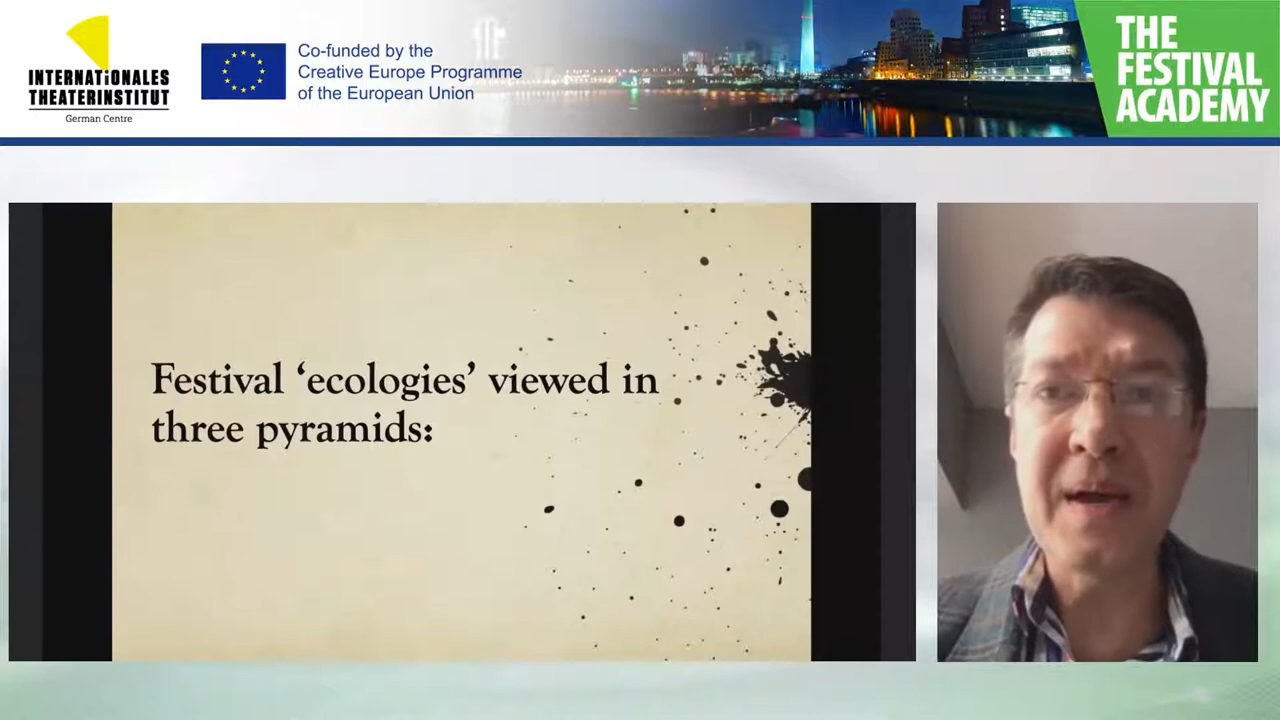 INTERNATiONALES
THEATERINSTITUT
German Centre
Co-funded by the
Creative Europe Programme
of the European Union
THE
FESTIVAL
ACADEMY
Festival ‘ecologies’ viewed in
three pyramids: